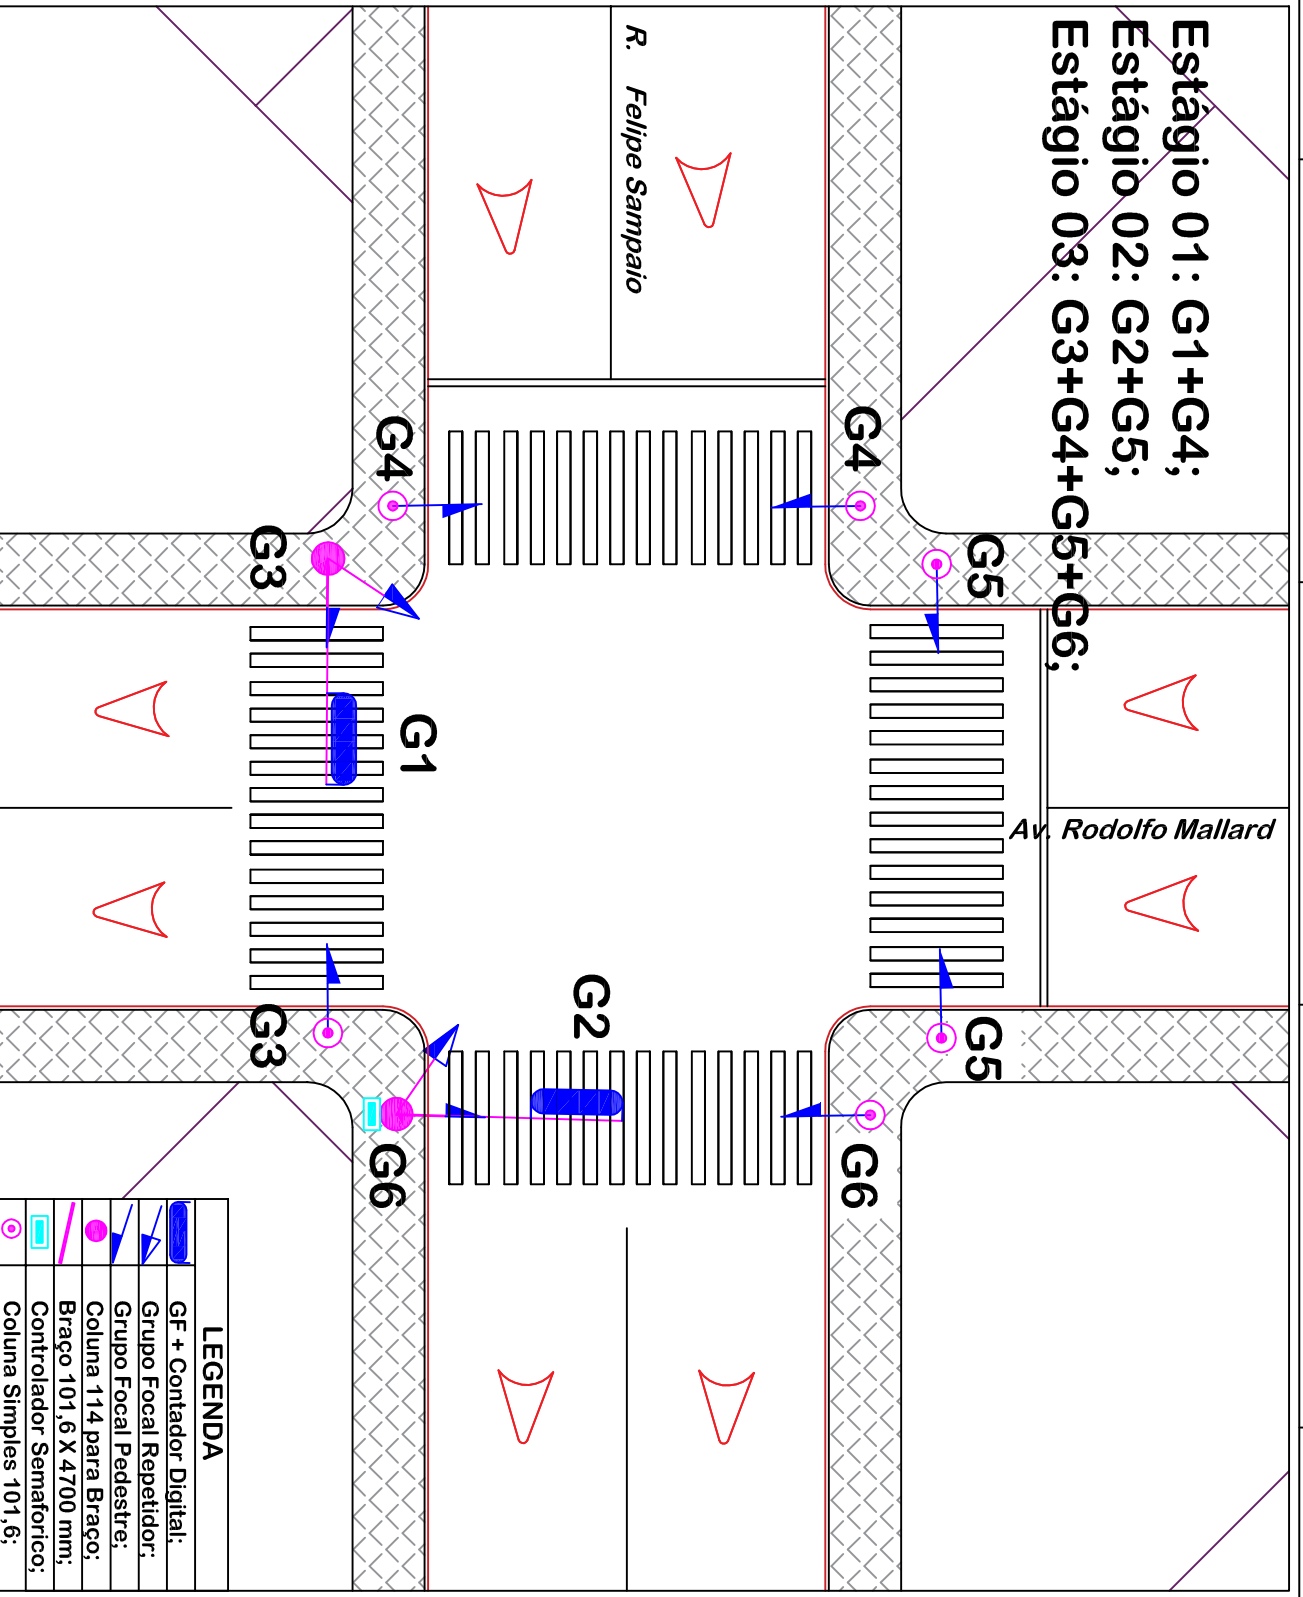 Estágio 01: G1+G4;
Estágio 02: G2+G5;
Estágio 03: G3+G4+G5+G6;
R. Felipe Sampaio
G4
G4
G3
G5
G1
Av. Rodolfo Mallard
G2
G3
G5
G6
G6
LEGENDA
GF + Contador Digital;
Grupo Focal Repetidor;
Grupo Focal Pedestre;
Coluna 114 para Braço;
Braço 101,6 X 4700 mm;
Controlador Semaforico;
Coluna Simples 101,6;